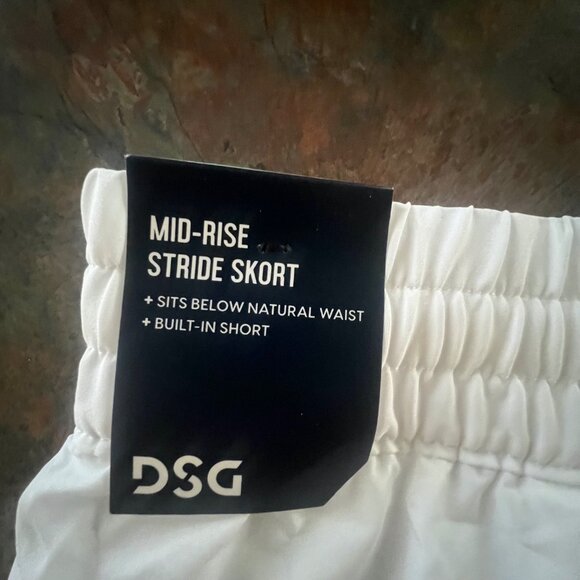 MID-RISE
STRIDE SKORT
+ SITS BELOW NATURAL WAIST
+ BUILT-IN SHORT
DSG